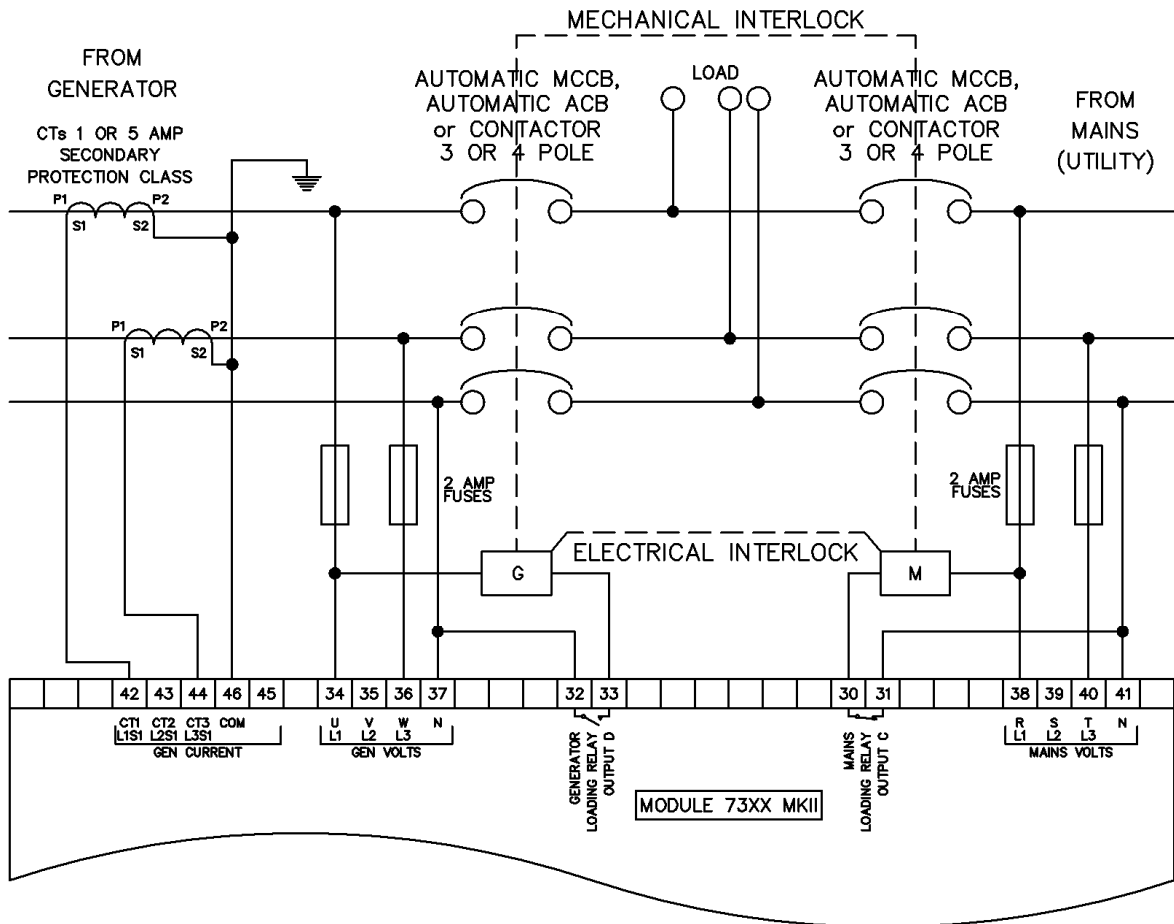 MECHANICAL INTERLOCK
FROM
GENERATOR
CTs 1 OR 5 AMP
SECONDARY
PROTECTION CLASS
AUTOMATIC MCCB,
AUTOMATIC ACB
or CONTACTOR
3 OR 4 POLE
LOAD
AUTOMATIC MCCB,
AUTOMATIC ACB
or CONTACTOR
3 OR 4 POLE
FROM
MAINS
(UTILITY)
P1 P2
S1 S2
P1 P2
S1 S2
2 AMP
FUSES
2 AMP
FUSES
ELECTRICAL INTERLOCK
G
M
42 43 44 46 45 34 35 36 37 32 33 30 31 38 39 40 41
CT1 CT2 CT3 COM
L1S1 L2S1 L3S1
GEN CURRENT
U V W N
L1 L2 L3
GEN VOLTS
GENERATOR
LOADING RELAY
OUTPUT D
MAINS
LOADING RELAY
OUTPUT C
R S T N
L1 L2 L3
MAINS VOLTS
MODULE 73XX MKII